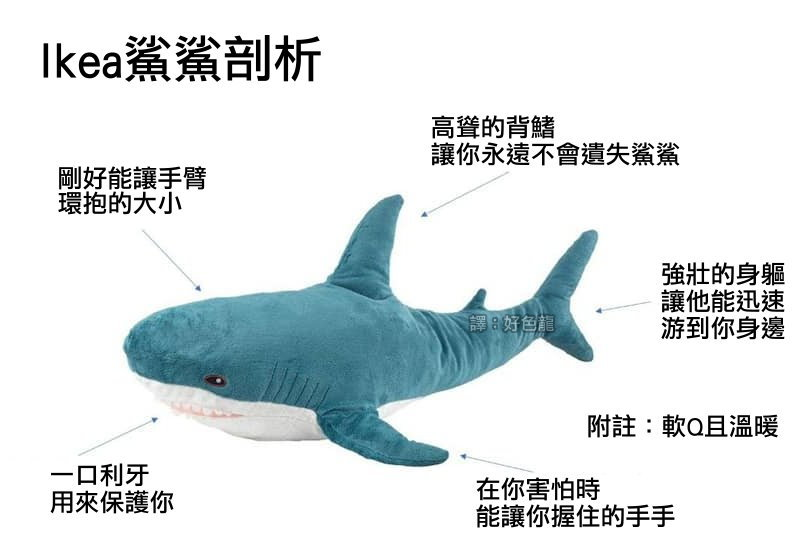 Ikea鯊鯊剖析
高聳的背鰭
讓你永遠不會遺失鯊鯊
剛好能讓手臂
環抱的大小
強壯的身軀
讓他能迅速
游到你身邊
譯：好色龍
附註：軟Q且溫暖
一口利牙
用來保護你
在你害怕時
能讓你握住的手手